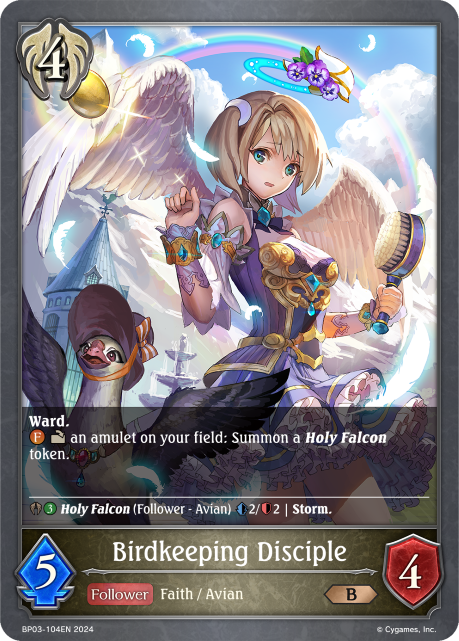 4
Ward.
F an amulet on your field: Summon a Holy Falcon
token.
3 Holy Falcon (Follower - Avian) 2/2 | Storm.
Birdkeeping Disciple
5
Follower Faith / Avian B
4
BP03-104EN 2024 © Cygames, Inc.